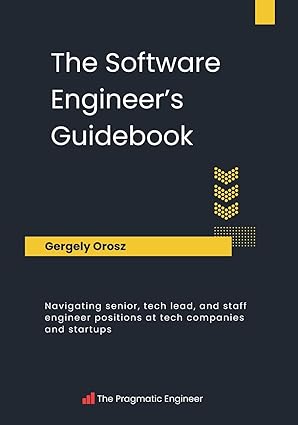 The Software
Engineer's
Guidebook
Gergely Orosz
Navigating senior, tech lead, and staff
engineer positions at tech companies
and startups
The Pragmatic Engineer